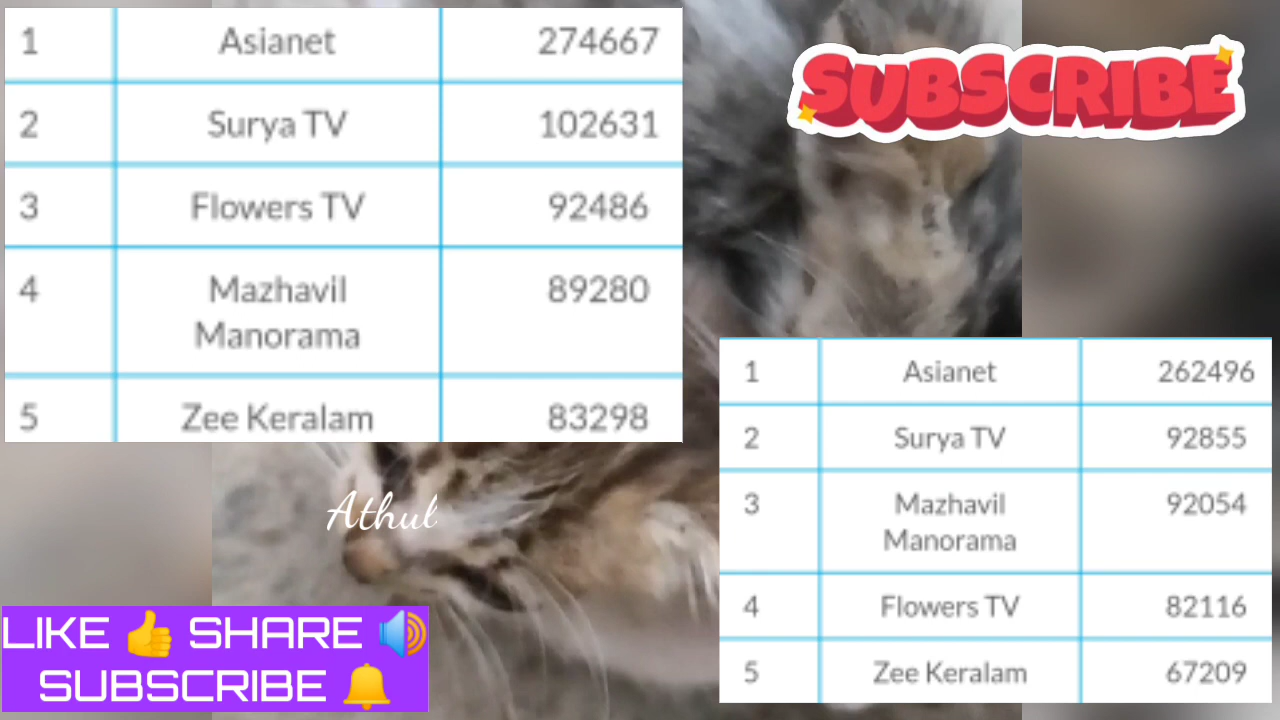 1 Asianet 274667
2 Surya TV 102631
3 Flowers TV 92486
4 Mazhavil 89280
Manorama
5 Zee Keralam 83298
SUBSCRIBE
1 Asianet 262496
2 Surya TV 92855
3 Mazhavil 92054
Manorama
4 Flowers TV 82116
5 Zee Keralam 67209
Athul
LIKE 👍 SHARE 🔊
SUBSCRIBE 🔔